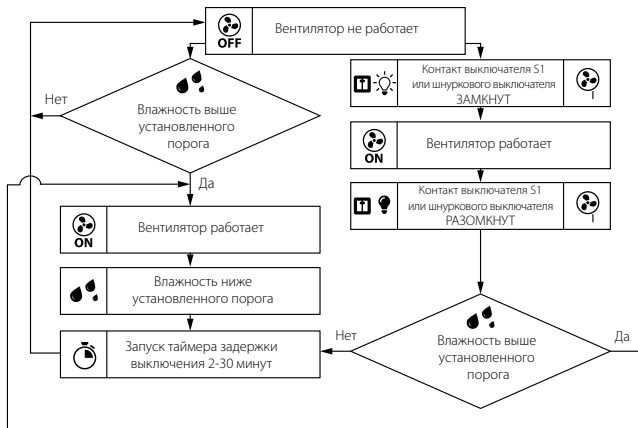 OFF
Вентилятор не работает
Нет
Влажность выше
установленного
порога
Да
Контакт выключателя S1
или шнуркового выключателя
ЗАМКНУТ
ON
Вентилятор работает
Контакт выключателя S1
или шнуркового выключателя
РАЗОМКНУТ
ON
Вентилятор работает
Влажность ниже
установленного порога
Запуск таймера задержки
выключения 2-30 минут
Нет
Влажность выше
установленного
порога
Да